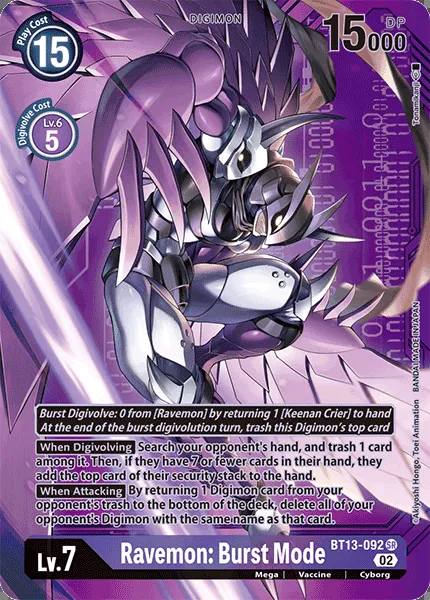 DIGIMON
Play Cost
15
DP
15000
Digivolve Cost
Lv.6
5
Tonamikanji
Burst Digivolve: 0 from [Ravemon] by returning 1 [Keenan Crier] to hand
At the end of the burst digivolution turn, trash this Digimon's top card
When Digivolving Search your opponent's hand, and trash 1 card
among it. Then, if they have 7 or fewer cards in their hand, they
add the top card of their security stack to the hand.
When Attacking By returning 1 Digimon card from your
opponent's trash to the bottom of the deck, delete all of your
opponent's Digimon with the same name as that card.
©Akiyoshi Hongo, Toei Animation BANDAI MADE IN JAPAN
Lv.7
Ravemon: Burst Mode
BT13-092 SR
02
Mega | Vaccine | Cyborg